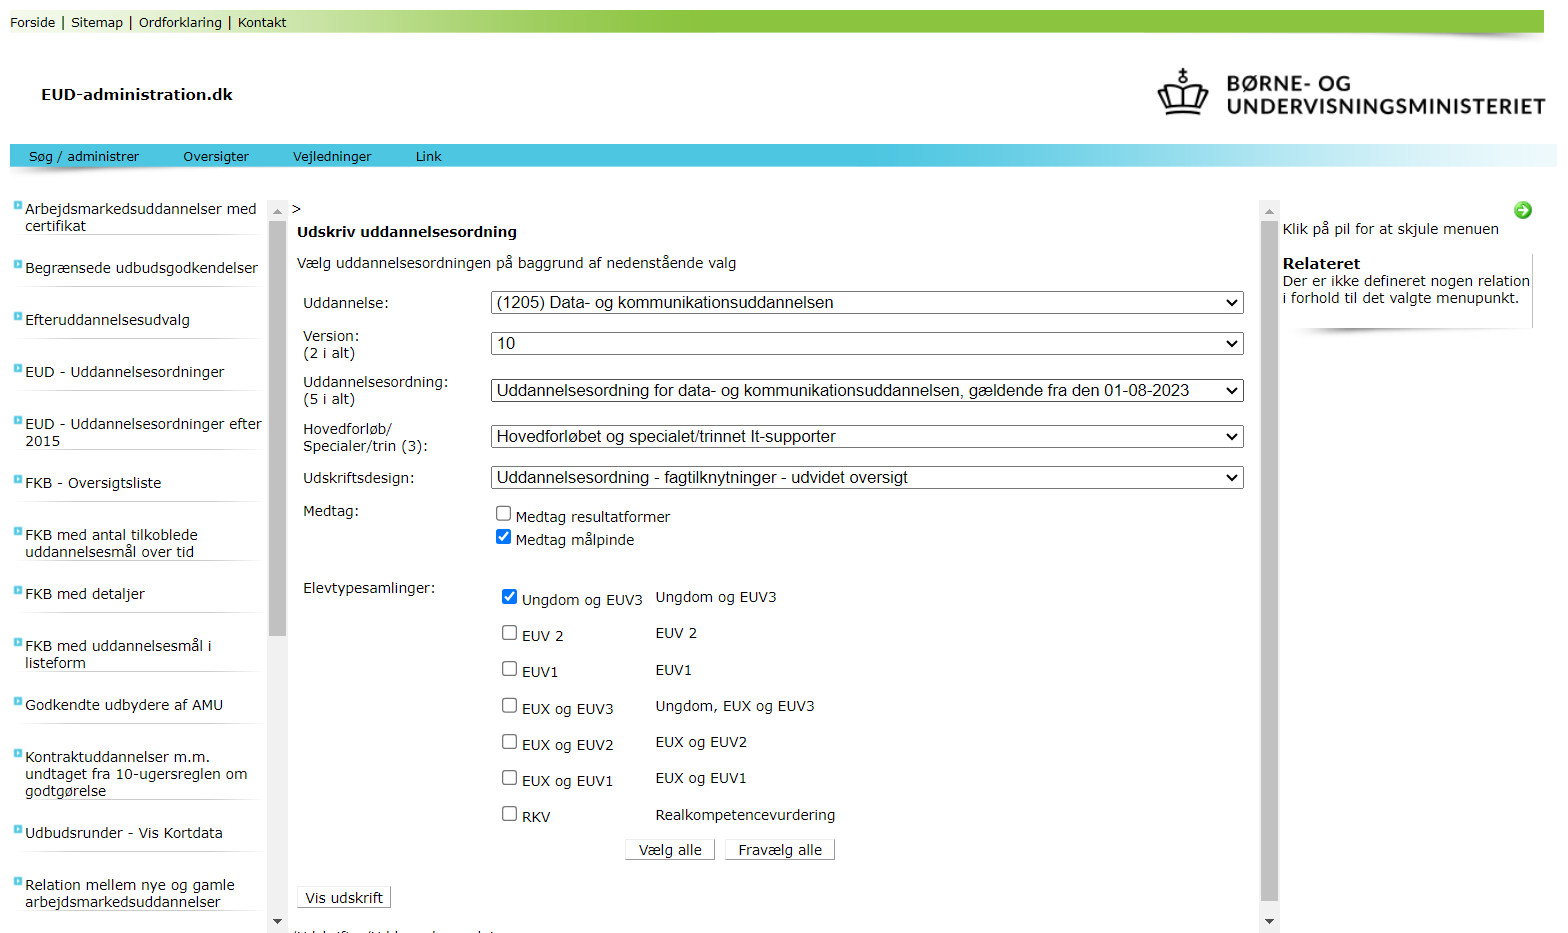 Forside | Sitemap | Ordforklaring | Kontakt
EUD-administration.dk
BØRNE- OG
UNDERVISNINGSMINISTERIET
Søg / administrer Oversigter Vejledninger Link
Arbejdsmarkedsuddannelser med
certifikat
Begrænsede udbudsgodkendelser
Efteruddannelsesudvalg
EUD - Uddannelsesordninger
EUD - Uddannelsesordninger efter
2015
FKB - Oversigtsliste
FKB med antal tilkoblede
uddannelsesmål over tid
FKB med detaljer
FKB med uddannelsesmål i
listeform
Godkendte udbydere af AMU
Kontraktuddannelser m.m.
undtaget fra 10-ugersreglen om
godtgørelse
Udbudsrunder - Vis Kortdata
Relation mellem nye og gamle
arbejdsmarkedsuddannelser
>
Udskriv uddannelsesordning
Vælg uddannelsesordningen på baggrund af nedenstående valg
Uddannelse: (1205) Data- og kommunikationsuddannelsen
Version:
(2 i alt) 10
Uddannelsesordning:
(5 i alt) Uddannelsesordning for data- og kommunikationsuddannelsen, gældende fra den 01-08-2023
Hovedforløb/
Specialer/trin (3): Hovedforløbet og specialet/trinnet It-supporter
Udskriftsdesign: Uddannelsesordning - fagtilknytninger - udvidet oversigt
Medtag: Medtag resultatformer
Medtag målpinde
Elevtypesamlinger:
Ungdom og EUV3 Ungdom og EUV3
EUV 2 EUV 2
EUV1 EUV1
EUX og EUV3 Ungdom, EUX og EUV3
EUX og EUV2 EUX og EUV2
EUX og EUV1 EUX og EUV1
RKV Realkompetencevurdering
Vælg alle Fravælg alle
Vis udskrift
Klik på pil for at skjule menuen
Relateret
Der er ikke defineret nogen relation
i forhold til det valgte menupunkt.